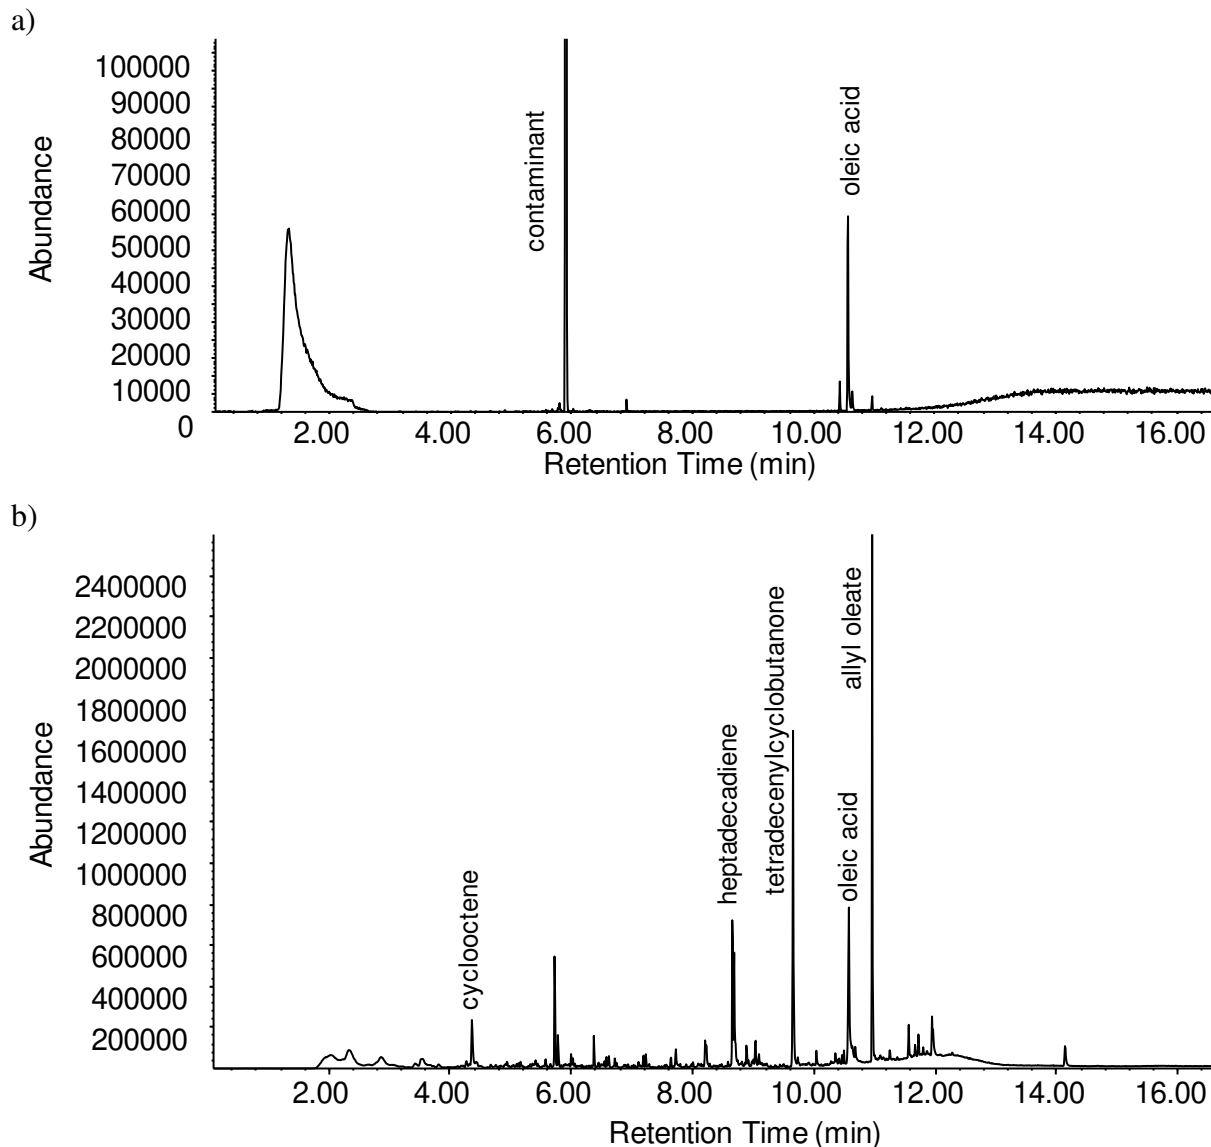 a)
Abundance
100000
90000
80000
70000
60000
50000
40000
30000
20000
10000
0
contaminant
oleic acid
2.00 4.00 6.00 8.00 10.00 12.00 14.00 16.00
Retention Time (min)
b)
Abundance
2400000
2200000
2000000
1800000
1600000
1400000
1200000
1000000
800000
600000
400000
200000
cyclooctene
heptadecadiene
tetradecenylcyclobutanone
oleic acid
allyl oleate
2.00 4.00 6.00 8.00 10.00 12.00 14.00 16.00
Retention Time (min)